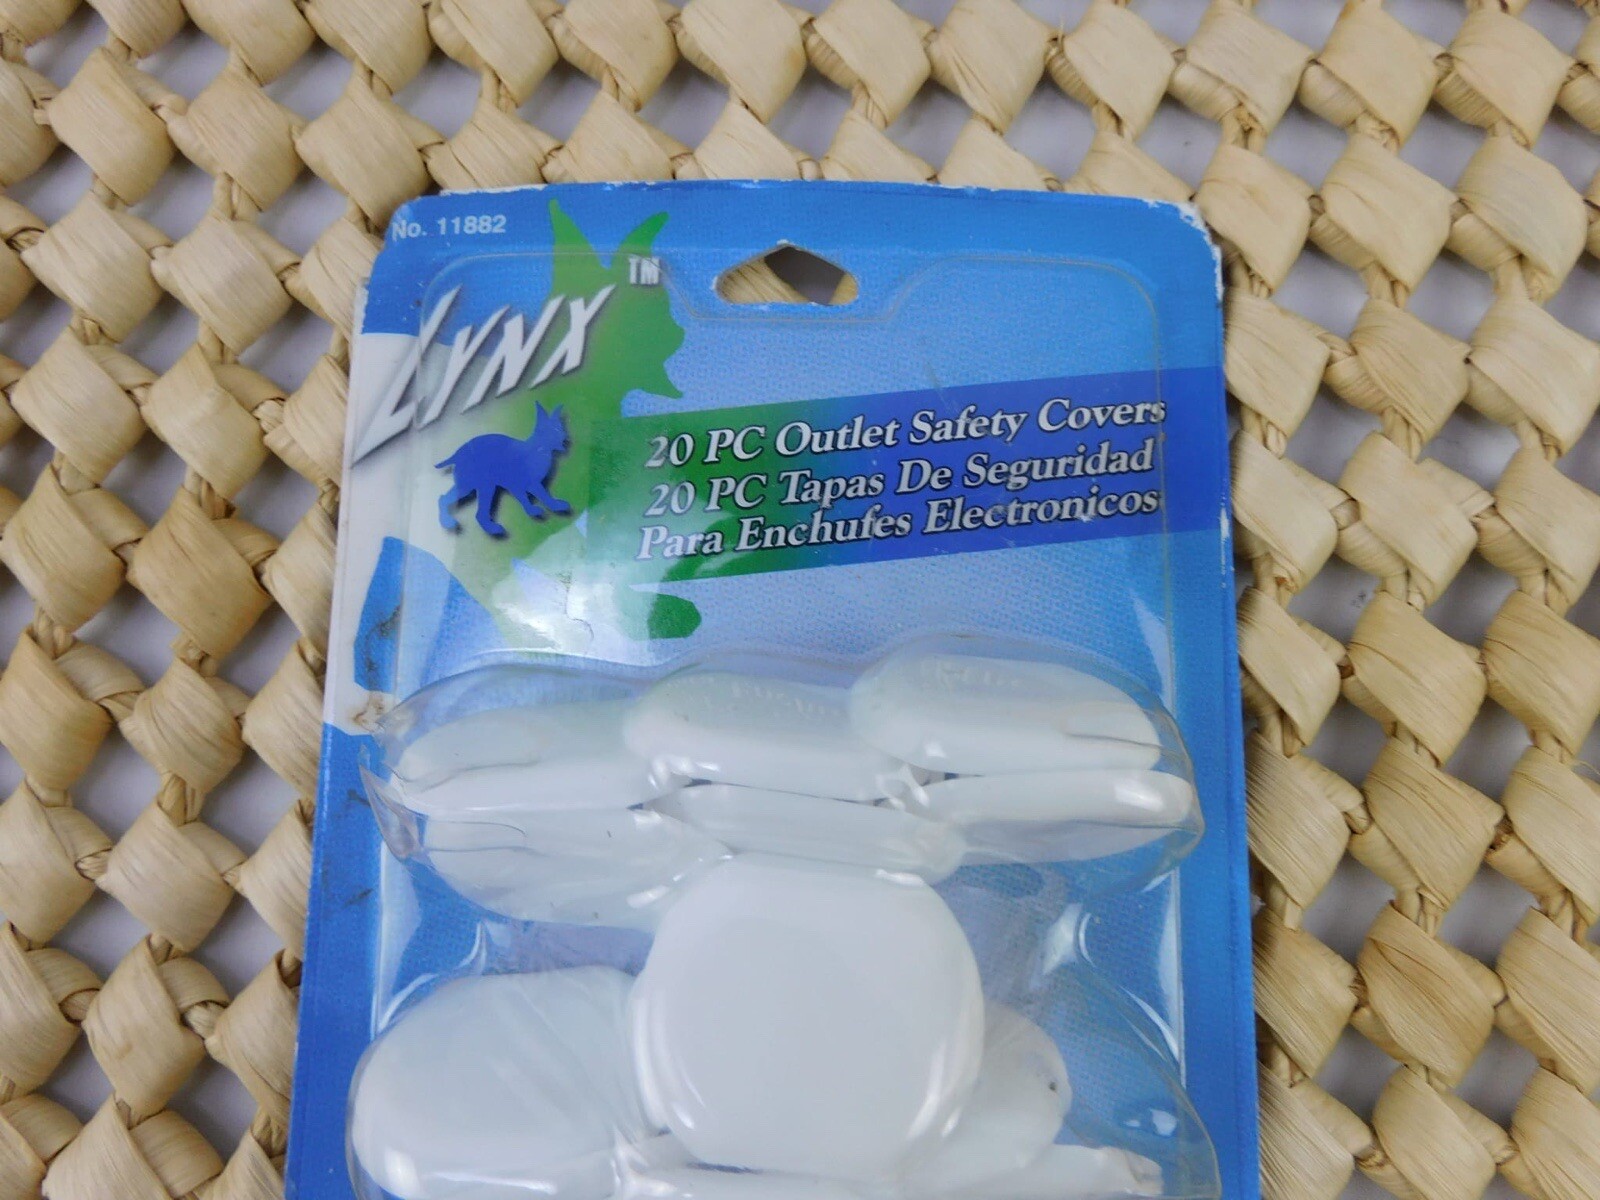 No. 11882
LYNX™
20 PC Outlet Safety Covers
20 PC Tapas De Seguridad
Para Enchufes Electronicos